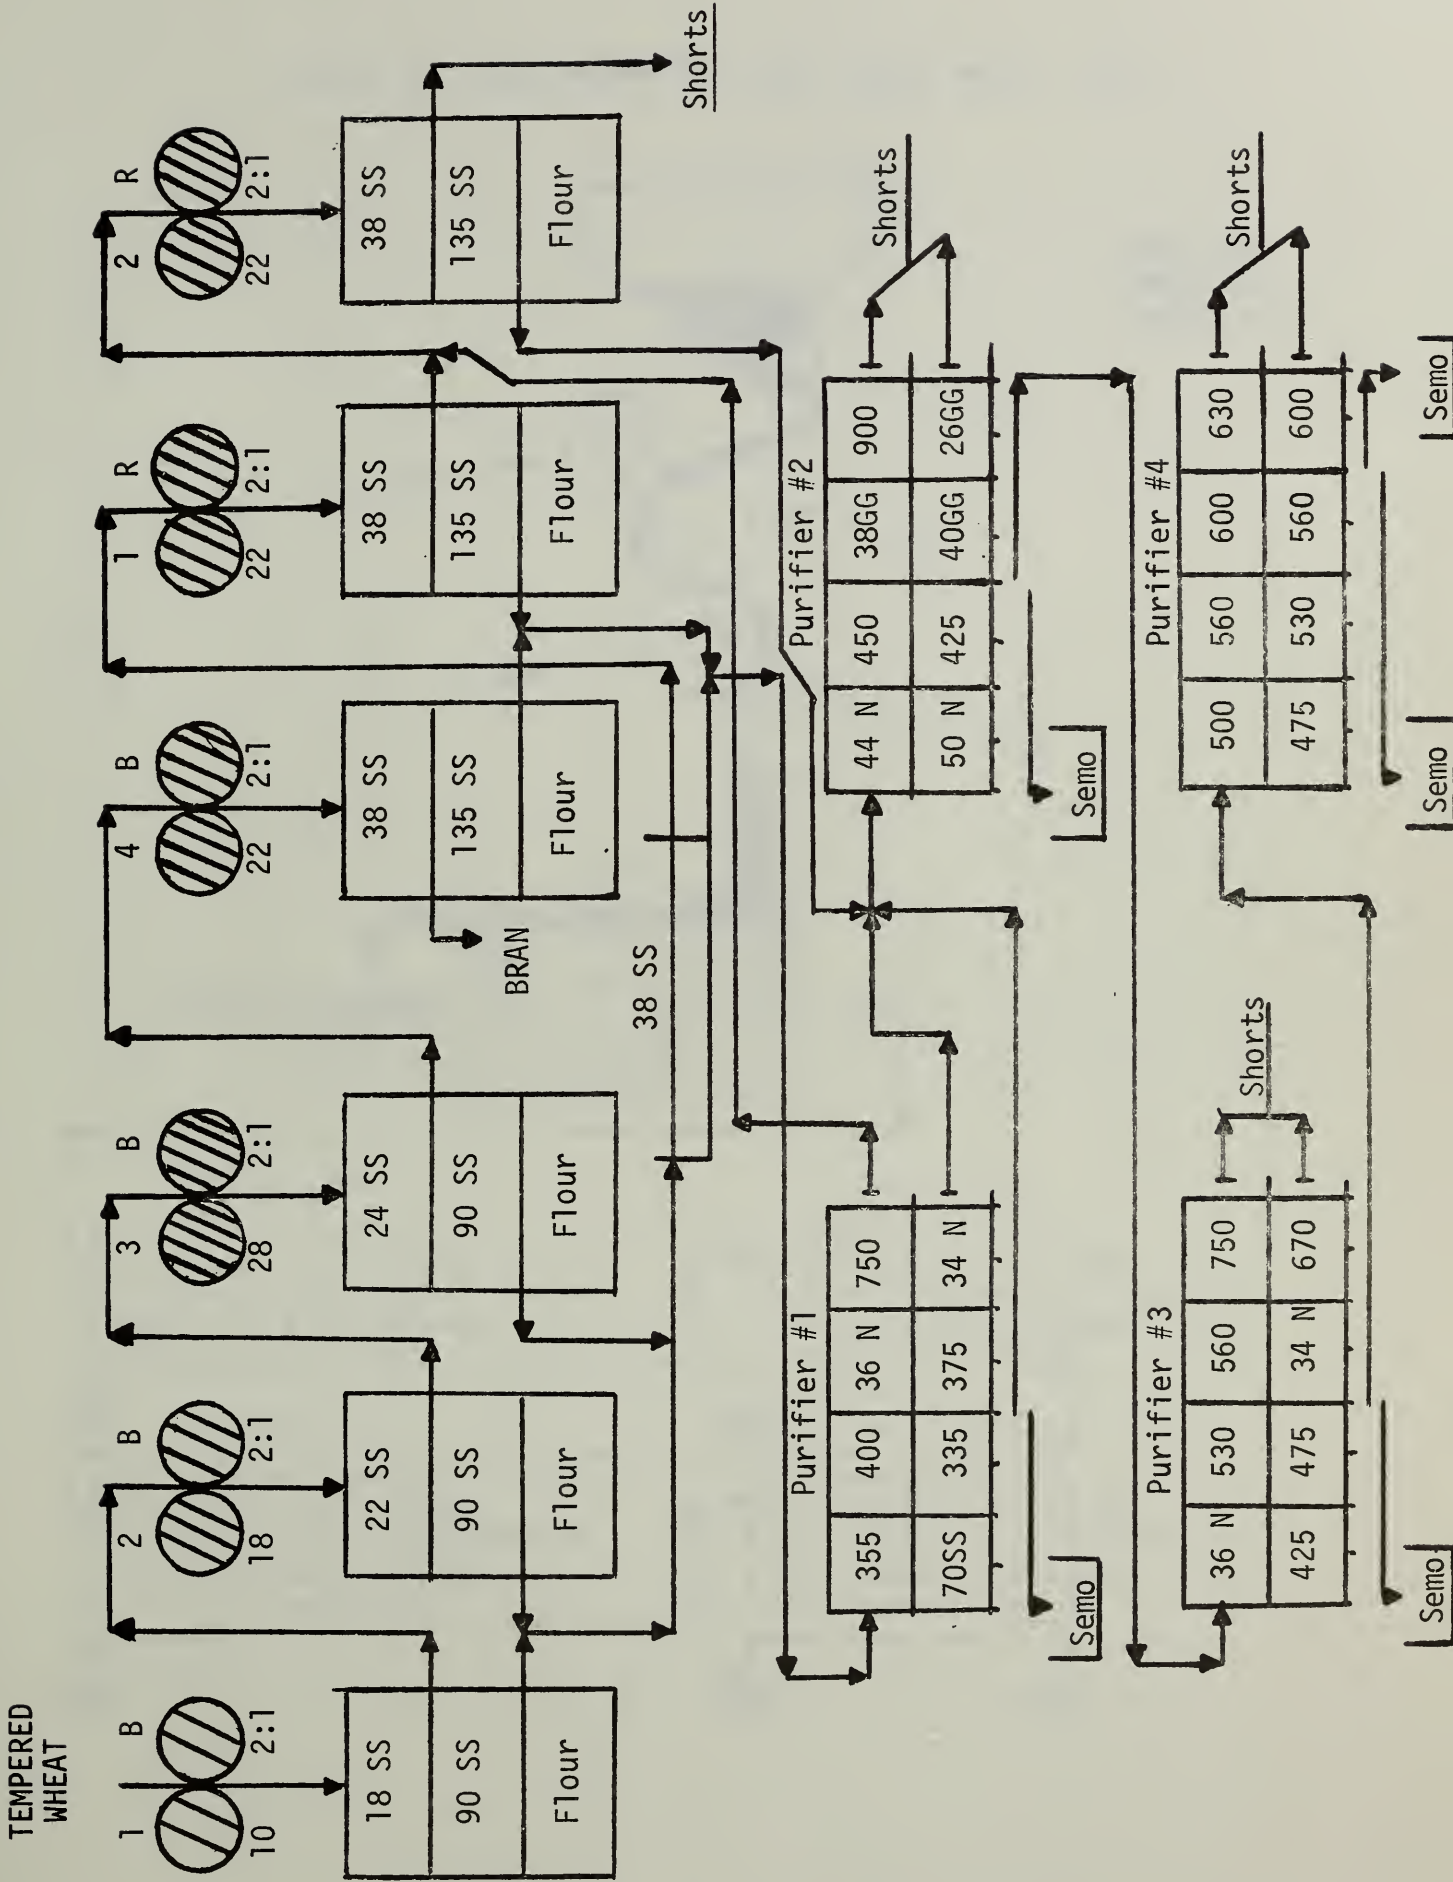 TEMPERED
WHEAT
1 B
10 2:1
18 SS
90 SS
Flour
2 B
18 2:1
22 SS
90 SS
Flour
3 B
28 2:1
24 SS
90 SS
Flour
4 B
22 2:1
38 SS
135 SS
Flour
BRAN
1 R
22 2:1
38 SS
135 SS
Flour
2 R
22 2:1
38 SS
135 SS
Flour
Shorts
38 SS
Purifier #1
355 400 36 N 750
70SS 335 375 34 N
Semo
Purifier #2
44 N 450 38GG 900
50 N 425 40GG 26GG
Shorts
Semo
Purifier #3
36 N 530 560 750
425 475 34 N 670
Shorts
Semo
Purifier #4
500 560 600 630
475 530 560 600
Shorts
Semo
Semo